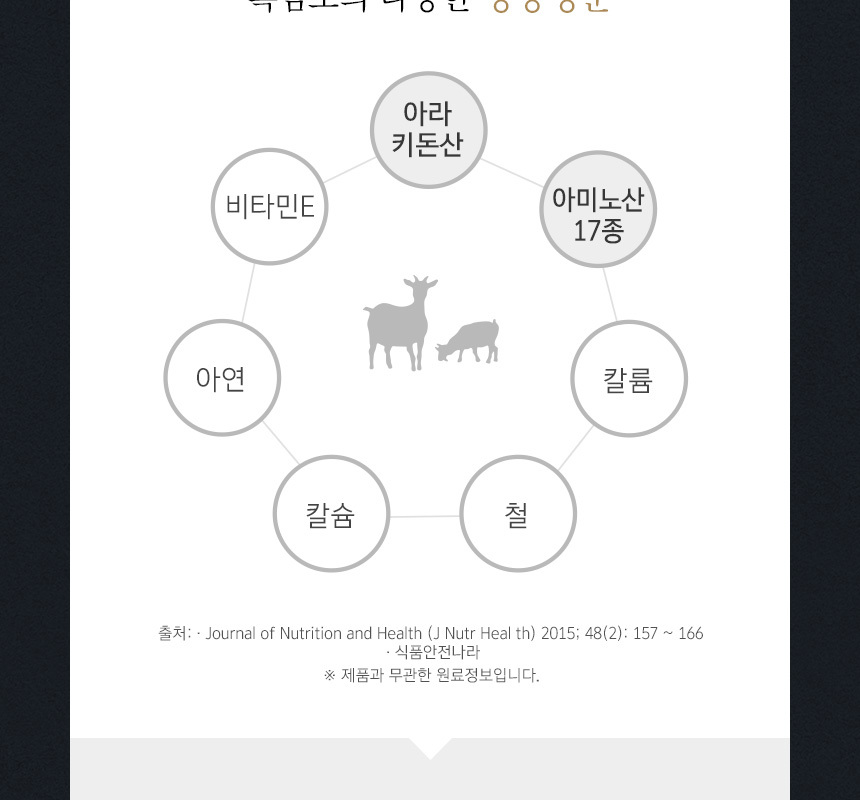 아라
키돈산
아미노산
17종
비타민E
아연
칼륨
칼슘
철
출처: · Journal of Nutrition and Health (J Nutr Heal th) 2015; 48(2): 157 ~ 166
· 식품안전나라
※ 제품과 무관한 원료정보입니다.